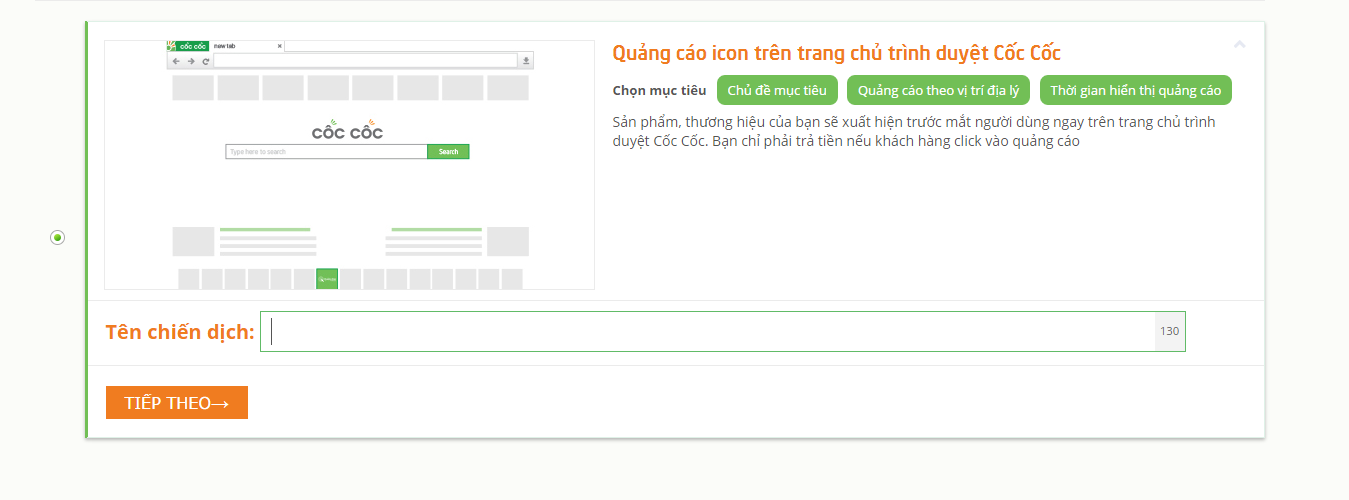 cốc cốc new tab
Quảng cáo icon trên trang chủ trình duyệt Cốc Cốc
Chọn mục tiêu Chủ đề mục tiêu Quảng cáo theo vị trí địa lý Thời gian hiển thị quảng cáo
Sản phẩm, thương hiệu của bạn sẽ xuất hiện trước mắt người dùng ngay trên trang chủ trình
duyệt Cốc Cốc. Bạn chỉ phải trả tiền nếu khách hàng click vào quảng cáo
cốc cốc
Type here to search Search
Tên chiến dịch: 130
TIẾP THEO→